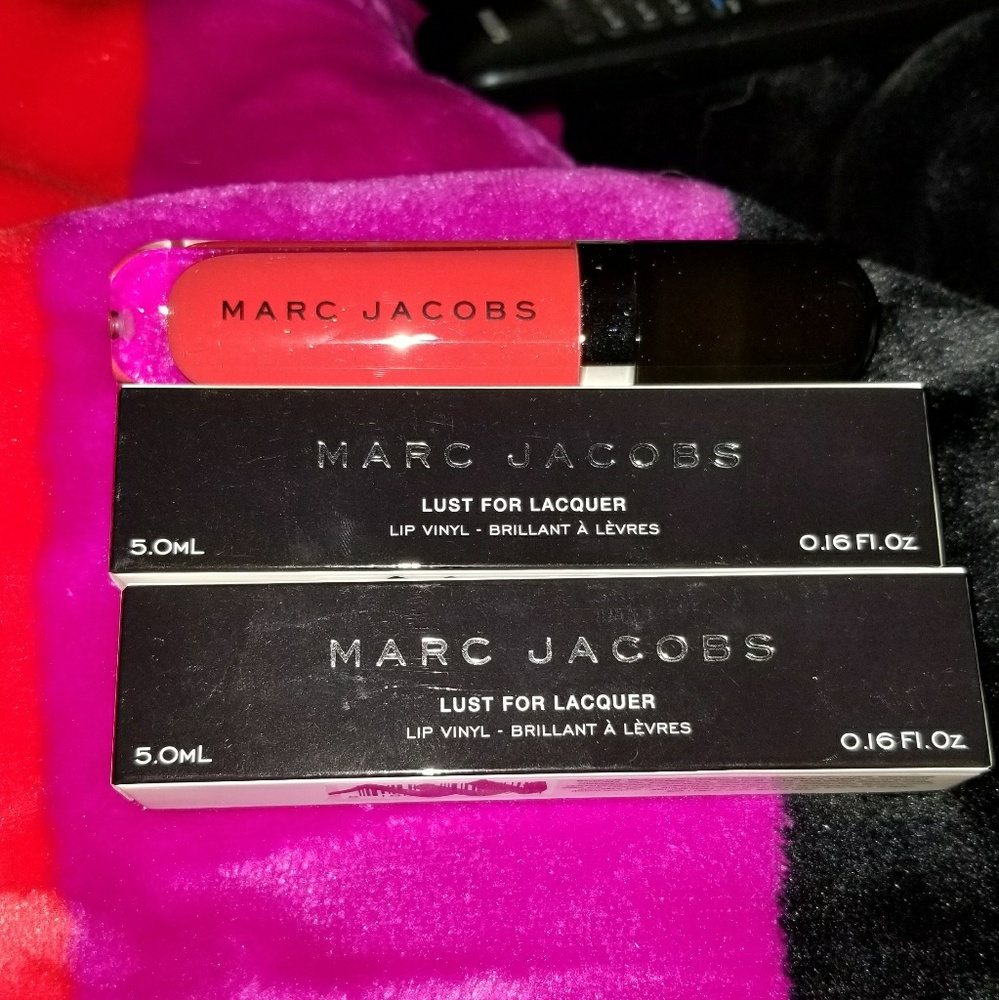 MARC JACOBS
MARC JACOBS
LUST FOR LACQUER
LIP VINYL - BRILLANT À LÈVRES
5.0mL
0.16 Fl.Oz
MARC JACOBS
LUST FOR LACQUER
LIP VINYL - BRILLANT À LÈVRES
5.0mL
0.16 Fl.Oz